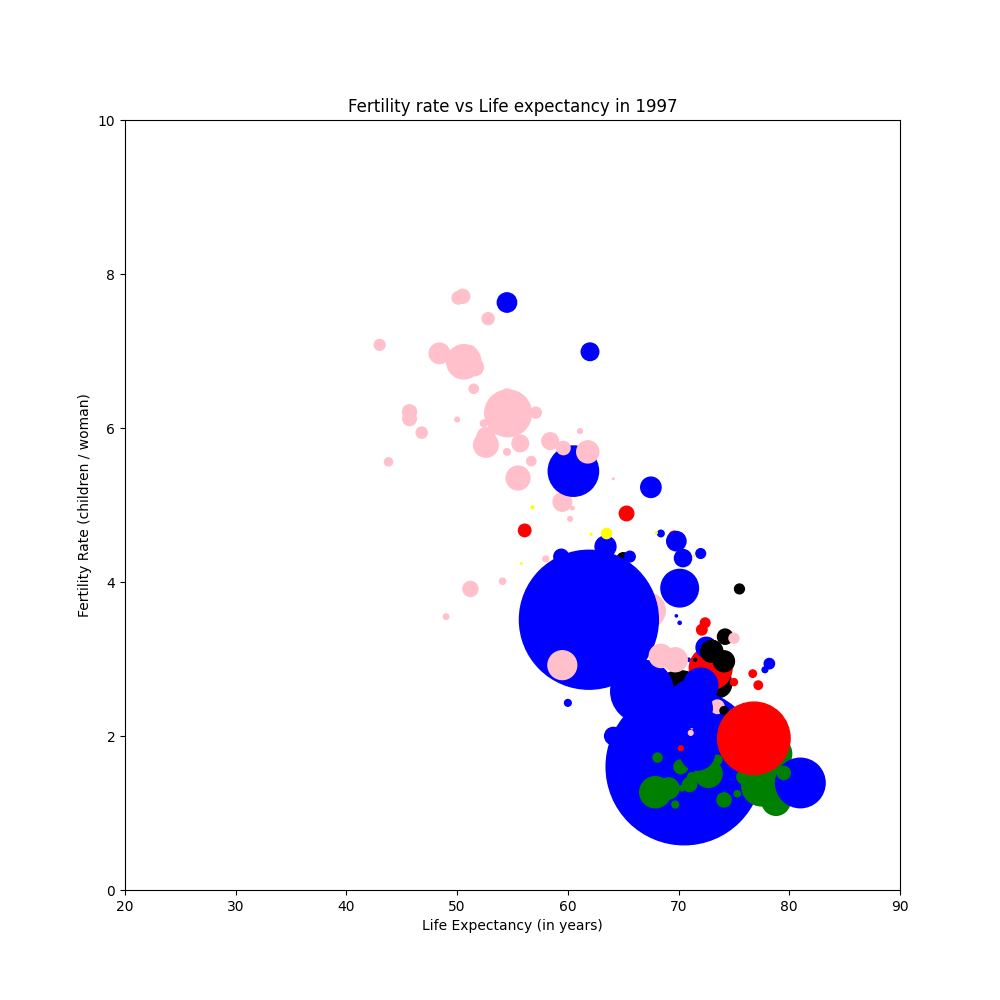 Fertility rate vs Life expectancy in 1997
10
8
6
4
2
0
Fertility Rate (children / woman)
20 30 40 50 60 70 80 90
Life Expectancy (in years)